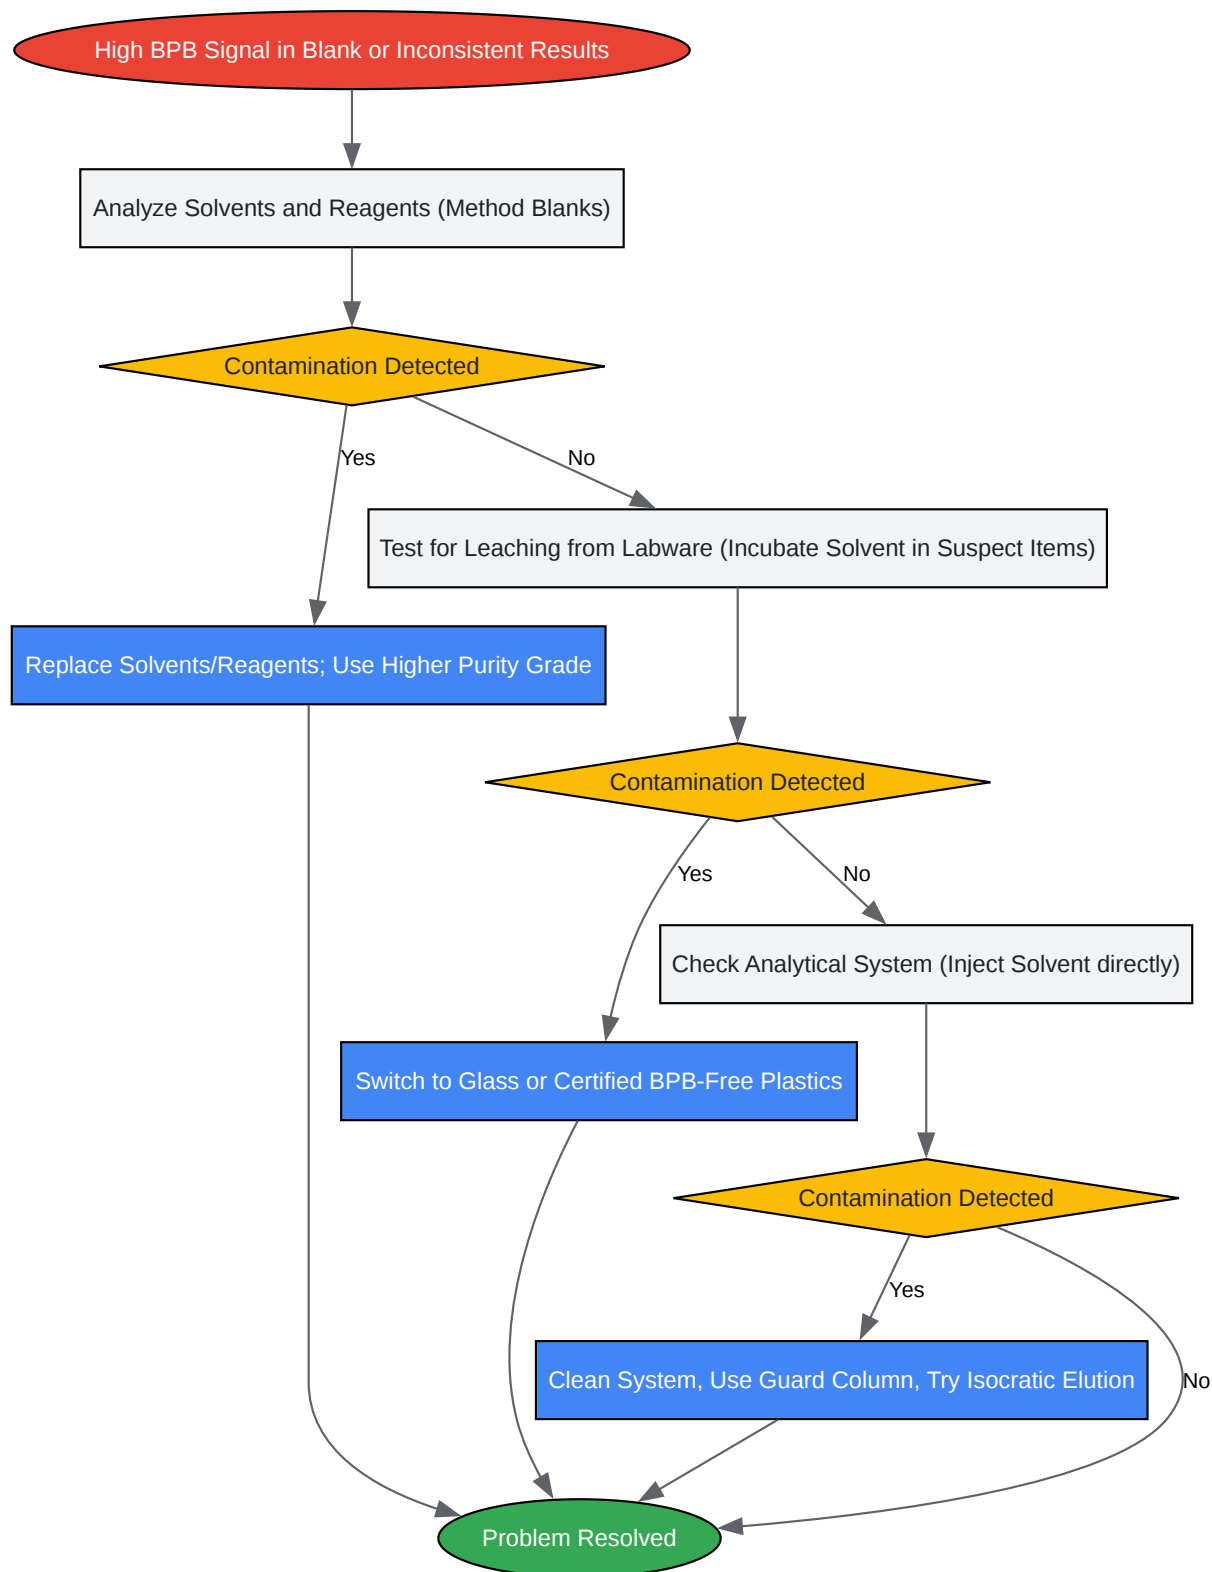 High BPB Signal in Blank or Inconsistent Results
Analyze Solvents and Reagents (Method Blanks)
Contamination Detected
Yes
No
Test for Leaching from Labware (Incubate Solvent in Suspect Items)
Replace Solvents/Reagents; Use Higher Purity Grade
Contamination Detected
Yes
No
Check Analytical System (Inject Solvent directly)
Switch to Glass or Certified BPB-Free Plastics
Contamination Detected
Yes
Clean System, Use Guard Column, Try Isocratic Elution
No
Problem Resolved